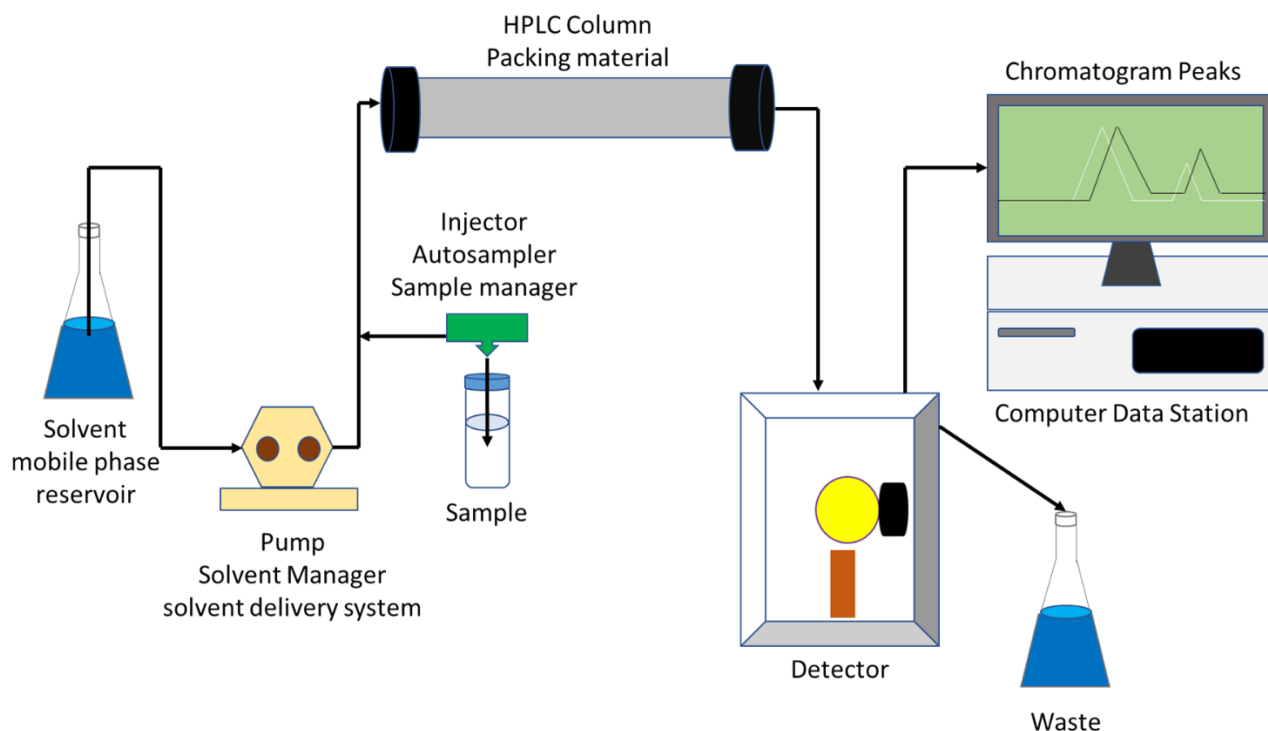 HPLC Column
Packing material
Chromatogram Peaks
Injector
Autosampler
Sample manager
Solvent
mobile phase
reservoir
Sample
Pump
Solvent Manager
solvent delivery system
Computer Data Station
Detector
Waste